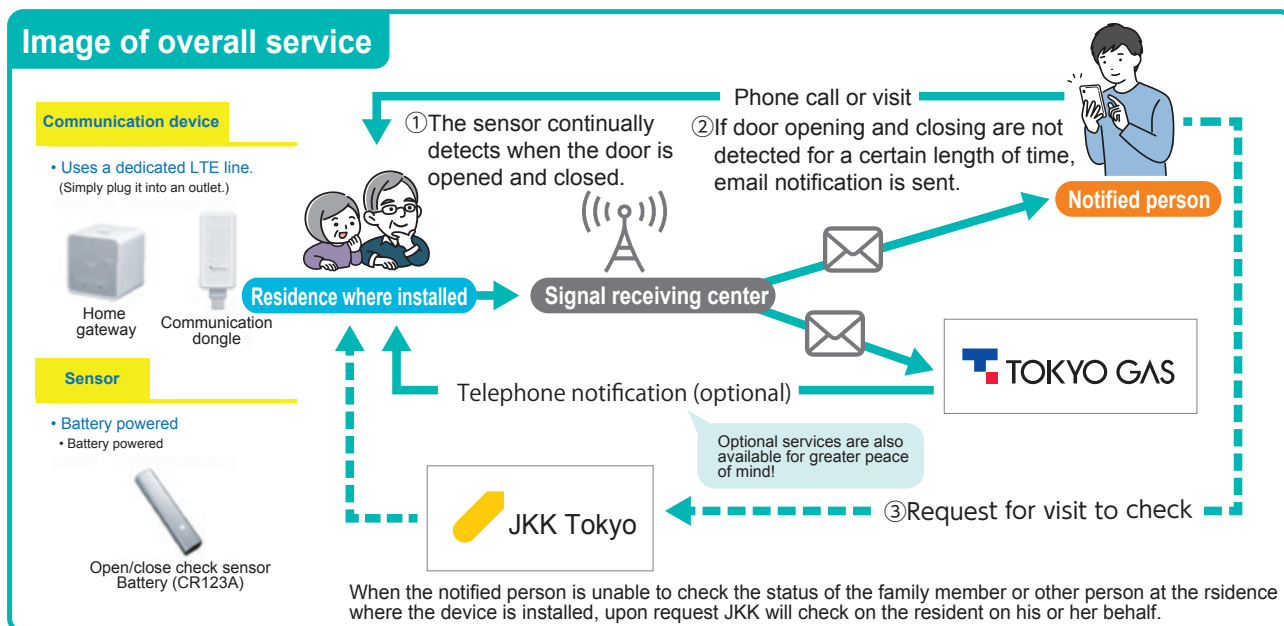 Image of overall service
Communication device
• Uses a dedicated LTE line.
(Simply plug it into an outlet.)
Home
gateway
Communication
dongle
Sensor
• Battery powered
• Battery powered
Open/close check sensor
Battery (CR123A)
Phone call or visit
①The sensor continually
detects when the door is
opened and closed.
②If door opening and closing are not
detected for a certain length of time,
email notification is sent.
Notified person
Residence where installed
Signal receiving center
TOKYO GAS
Telephone notification (optional)
Optional services are also
available for greater peace
of mind!
JKK Tokyo
③Request for visit to check
When the notified person is unable to check the status of the family member or other person at the rsidence
where the device is installed, upon request JKK will check on the resident on his or her behalf.